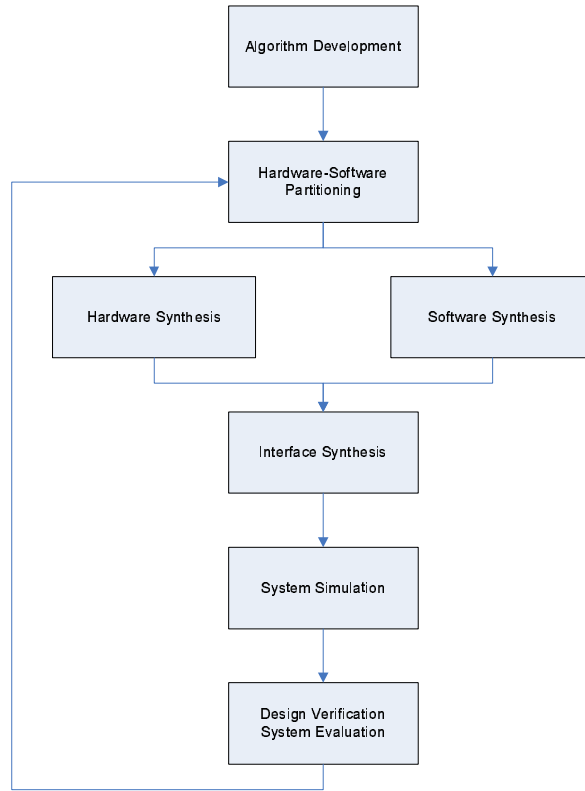 Algorithm Development
Hardware-Software
Partitioning
Hardware Synthesis
Software Synthesis
Interface Synthesis
System Simulation
Design Verification
System Evaluation